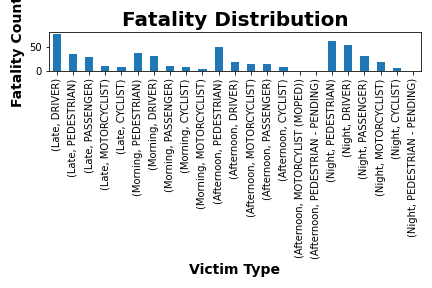 Fatality Distribution
Fatality Count
50
0
(Late, DRIVER)
(Late, PEDESTRIAN)
(Late, PASSENGER)
(Late, MOTORCYCLIST)
(Late, CYCLIST)
(Morning, PEDESTRIAN)
(Morning, DRIVER)
(Morning, PASSENGER)
(Morning, CYCLIST)
(Morning, MOTORCYCLIST)
(Afternoon, PEDESTRIAN)
(Afternoon, DRIVER)
(Afternoon, MOTORCYCLIST)
(Afternoon, PASSENGER)
(Afternoon, CYCLIST)
(Afternoon, MOTORCYLIST (MOPED))
(Afternoon, PEDESTRIAN - PENDING)
(Night, PEDESTRIAN)
(Night, DRIVER)
(Night, PASSENGER)
(Night, MOTORCYCLIST)
(Night, CYCLIST)
(Night, PEDESTRIAN - PENDING)
Victim Type